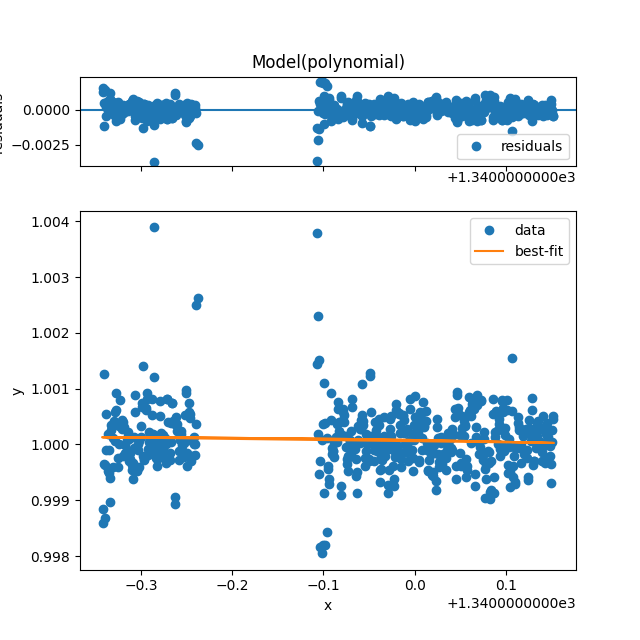 Model(polynomial)
0.0000
−0.0025
residuals
+1.3400000000e3
1.004
1.003
1.002
1.001
1.000
0.999
0.998
y
data
best-fit
−0.3
−0.2
−0.1
0.0
0.1
x
+1.3400000000e3